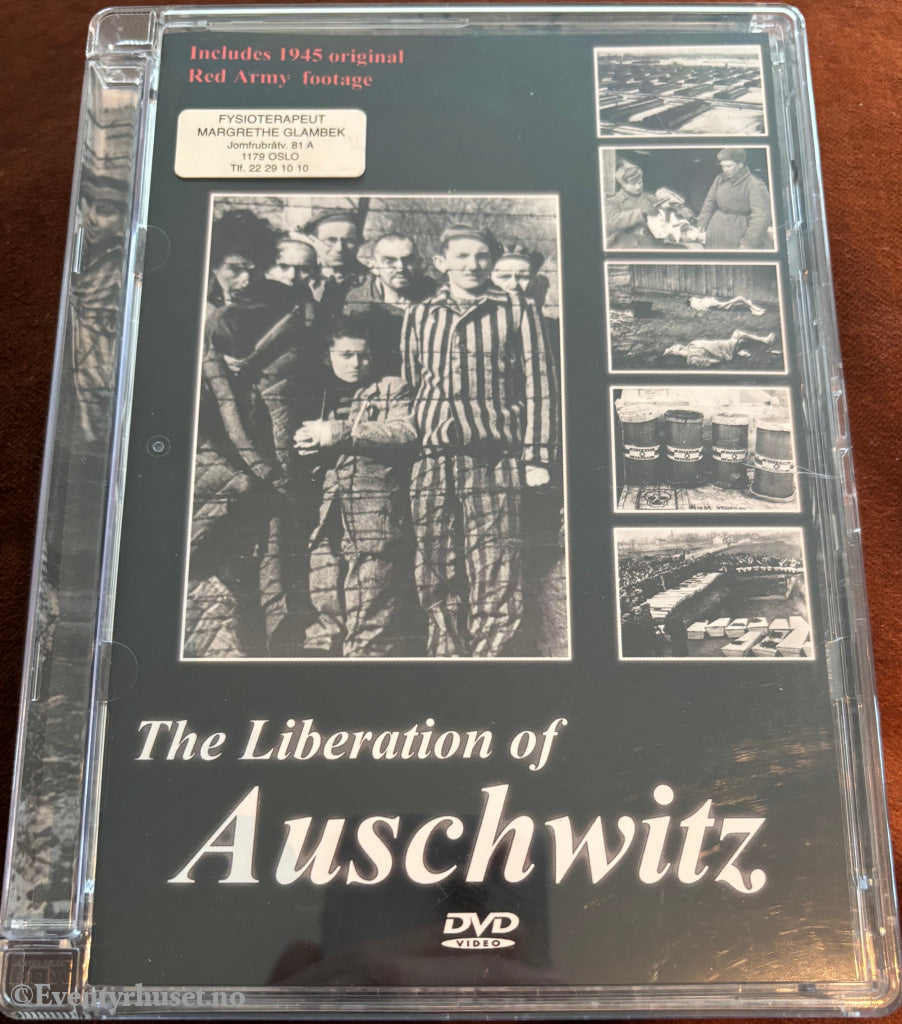 Includes 1945 original
Red Army footage
FYSIOTERAPEUT
MARGRETHE GLAMBEK
Jomfrubråtv. 81 A
1179 OSLO
Tlf. 22 29 10 10
The Liberation of
Auschwitz
DVD
VIDEO
©Eventyrhuset.no